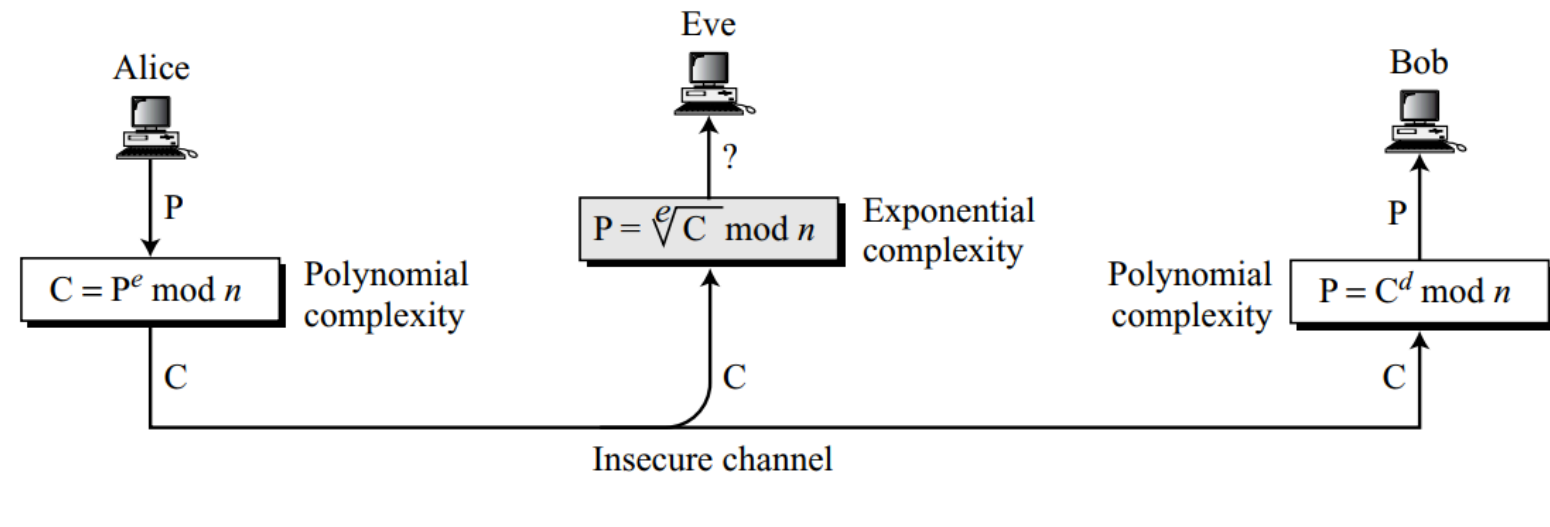 Eve
Alice
Bob
P
?
P
P = ᵉ√C mod n
Exponential
complexity
C = Pᵉ mod n
Polynomial
complexity
Polynomial
complexity
P = Cᵈ mod n
C
C
C
Insecure channel